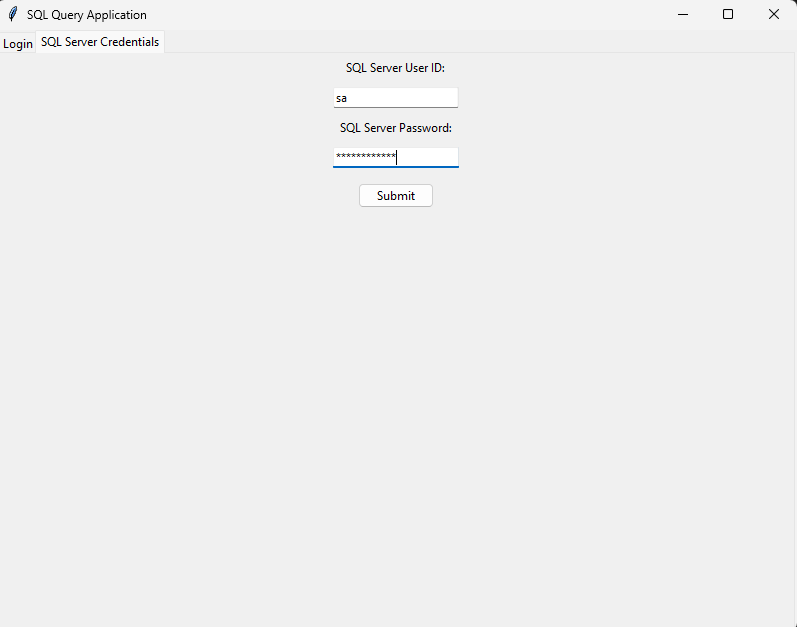 SQL Query Application
Login
SQL Server Credentials
SQL Server User ID:
sa
SQL Server Password:
************
Submit